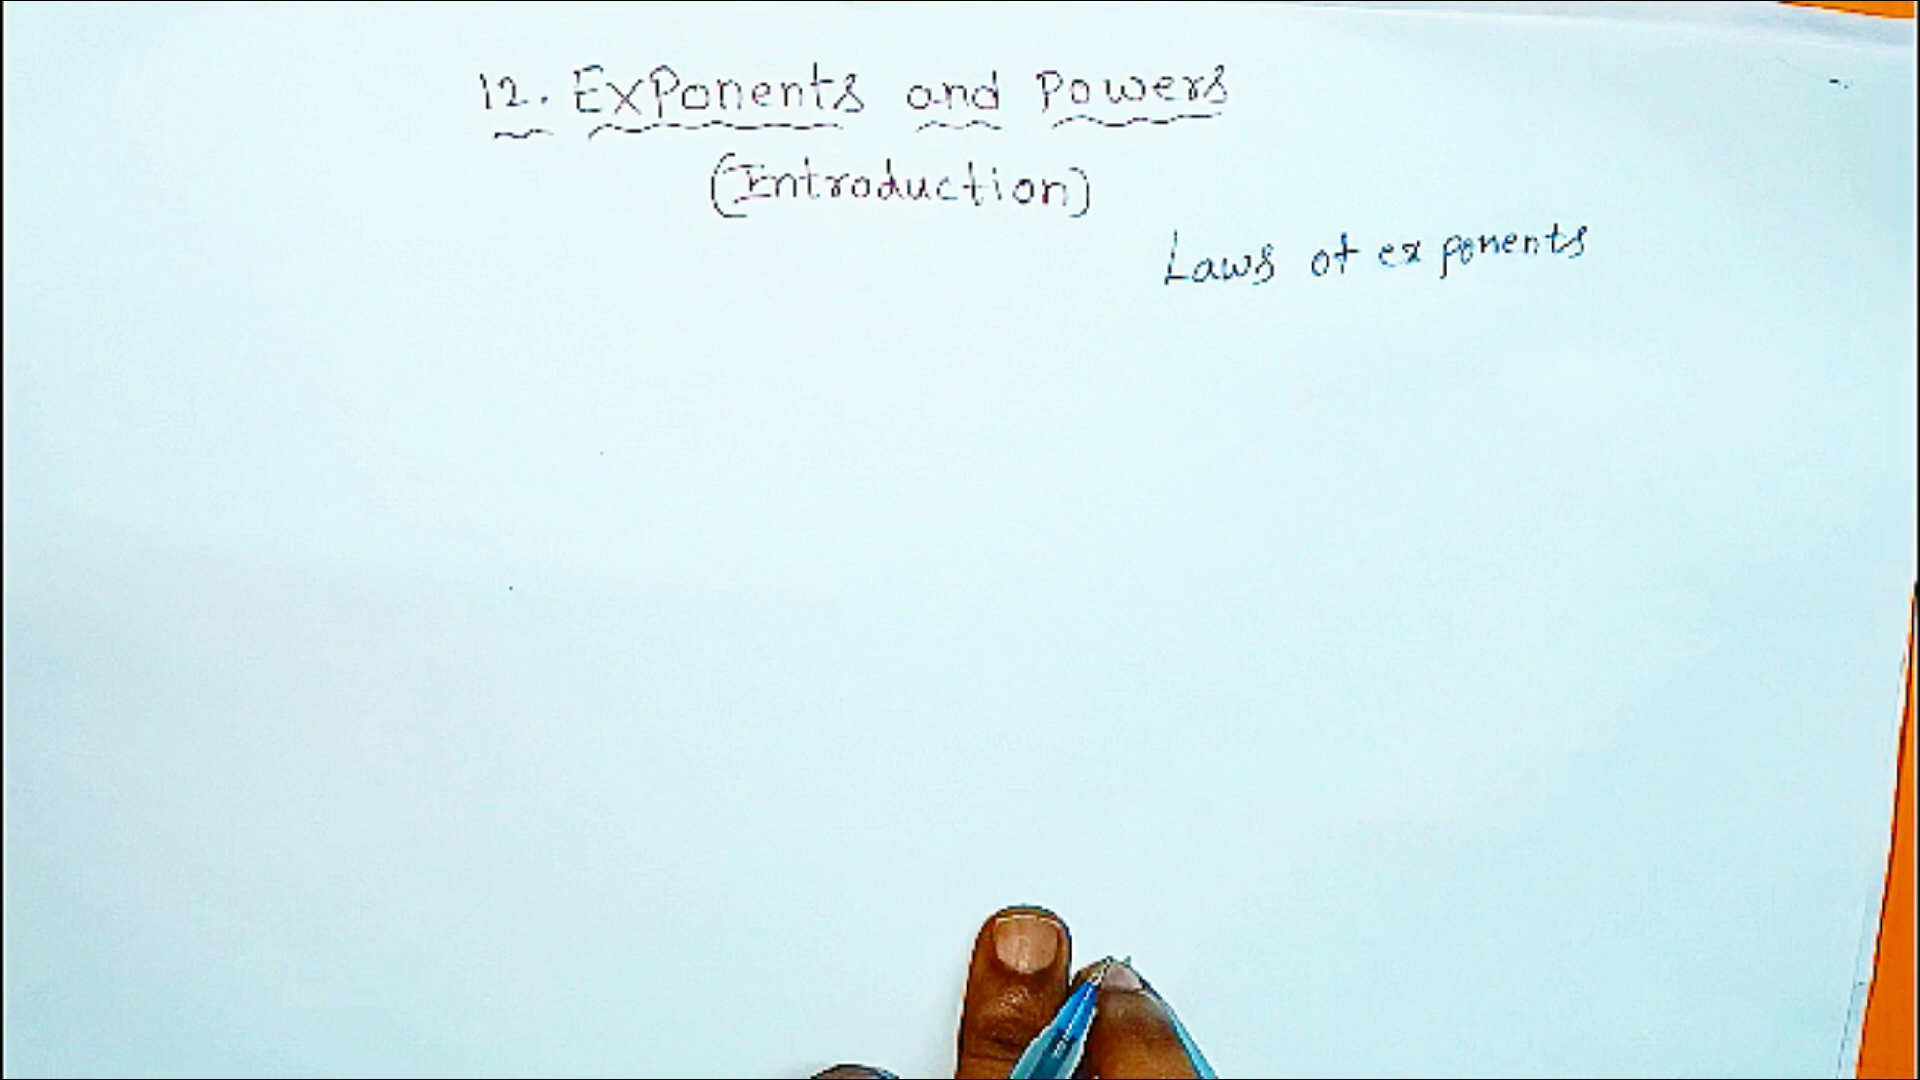 12. Exponents and Powers
(Introduction)
Laws of exponents